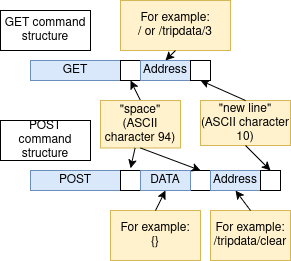 GET command
structure
For example:
/ or /tripdata/3
GET
Address
"space"
(ASCII
character 94)
"new line"
(ASCII character
10)
POST
command
structure
POST
DATA
Address
For example:
{}
For example:
/tripdata/clear